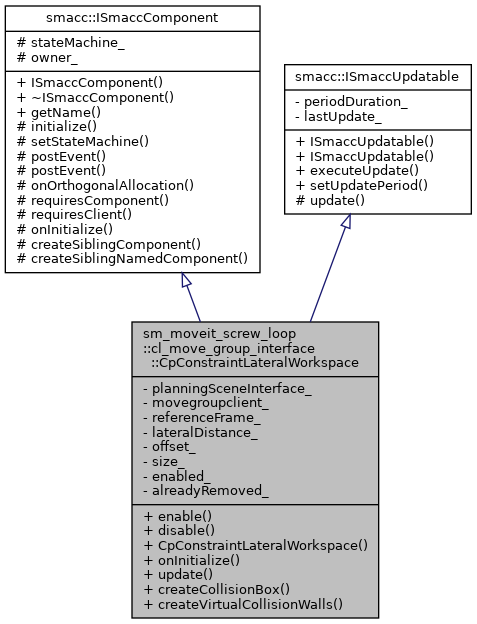 smacc::ISmaccComponent
# stateMachine_
# owner_
+ ISmaccComponent()
+ ~ISmaccComponent()
+ getName()
# initialize()
# setStateMachine()
# postEvent()
# postEvent()
# onOrthogonalAllocation()
# requiresComponent()
# requiresClient()
# onInitialize()
# createSiblingComponent()
# createSiblingNamedComponent()
smacc::ISmaccUpdatable
- periodDuration_
- lastUpdate_
+ ISmaccUpdatable()
+ ISmaccUpdatable()
+ executeUpdate()
+ setUpdatePeriod()
# update()
sm_moveit_screw_loop
::cl_move_group_interface
::CpConstraintLateralWorkspace
- planningSceneInterface_
- movegroupclient_
- referenceFrame_
- lateralDistance_
- offset_
- size_
- enabled_
- alreadyRemoved_
+ enable()
+ disable()
+ CpConstraintLateralWorkspace()
+ onInitialize()
+ update()
+ createCollisionBox()
+ createVirtualCollisionWalls()